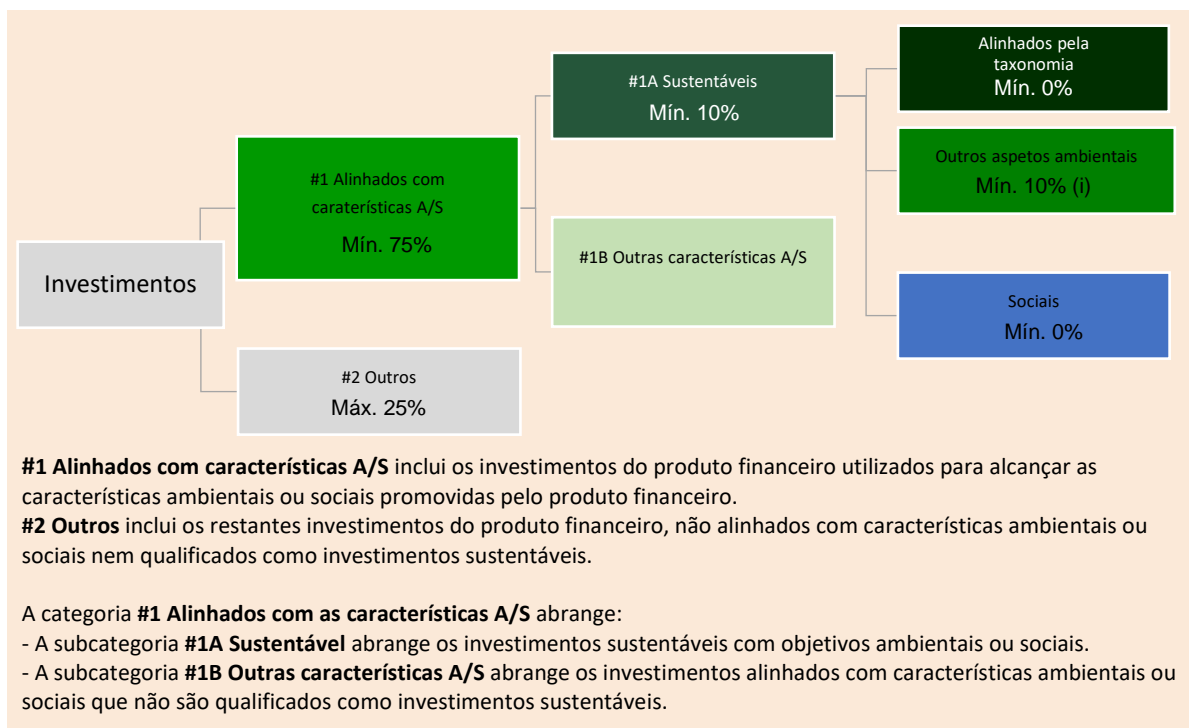 Investimentos
#1 Alinhados com
caraterísticas A/S
Mín. 75%
#2 Outros
Máx. 25%
#1A Sustentáveis
Mín. 10%
#1B Outras características A/S
Alinhados pela
taxonomia
Mín. 0%
Outros aspetos ambientais
Mín. 10% (i)
Sociais
Mín. 0%
#1 Alinhados com características A/S inclui os investimentos do produto financeiro utilizados para alcançar as
características ambientais ou sociais promovidas pelo produto financeiro.
#2 Outros inclui os restantes investimentos do produto financeiro, não alinhados com características ambientais ou
sociais nem qualificados como investimentos sustentáveis.
A categoria #1 Alinhados com as características A/S abrange:
- A subcategoria #1A Sustentável abrange os investimentos sustentáveis com objetivos ambientais ou sociais.
- A subcategoria #1B Outras características A/S abrange os investimentos alinhados com características ambientais ou
sociais que não são qualificados como investimentos sustentáveis.